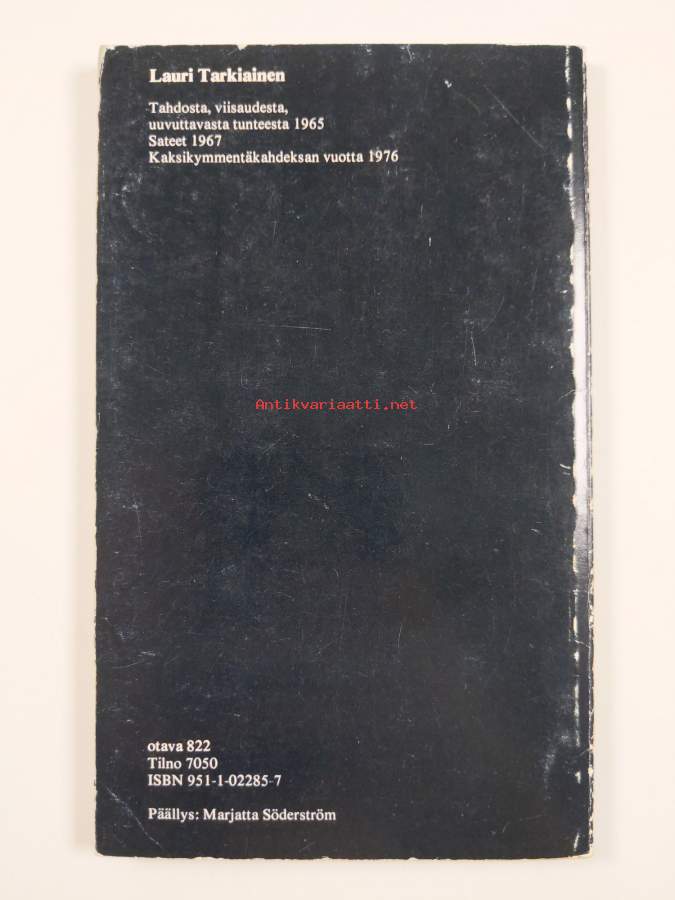 Lauri Tarkiainen
Tahdosta, viisaudesta,
uuvuttavasta tunteesta 1965
Sateet 1967
Kaksikymmentäkahdeksan vuotta 1976
Antikvariaatti.net
otava 822
Tilno 7050
ISBN 951-1-02285-7
Päällys: Marjatta Söderström